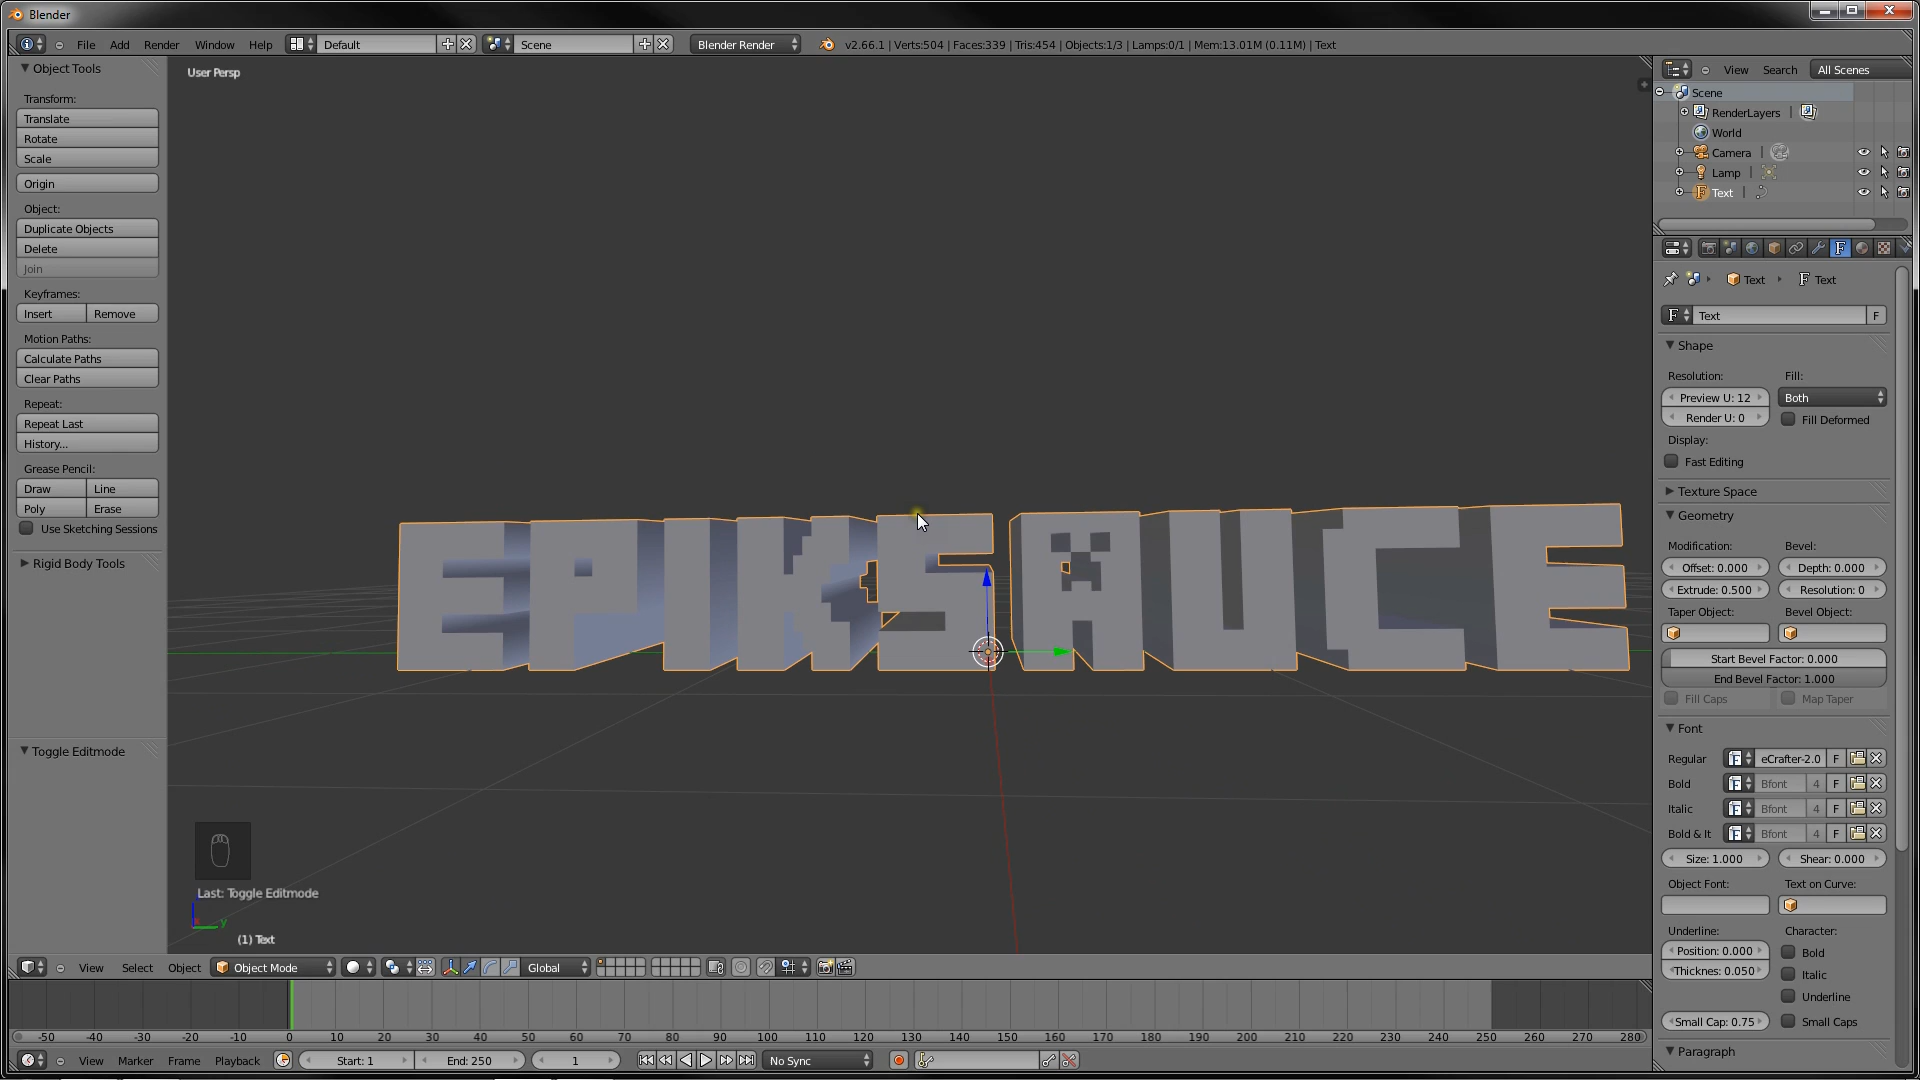 Blender
File Add Render Window Help Default Scene Blender Render v2.66.1 | Verts:504 | Faces:339 | Tris:454 | Objects:1/3 | Lamps:0/1 | Mem:13.01M (0.11M) | Text
Object Tools
Transform:
Translate
Rotate
Scale
Origin
Object:
Duplicate Objects
Delete
Join
Keyframes:
Insert Remove
Motion Paths:
Calculate Paths
Clear Paths
Repeat:
Repeat Last
History...
Grease Pencil:
Draw Line
Poly Erase
Use Sketching Sessions
Rigid Body Tools
Toggle Editmode
User Persp
EPIKSAUCE
Last: Toggle Editmode
y
(1) Text
View Search All Scenes
Scene
RenderLayers |
World
Camera |
Lamp |
Text |
Text F Text
F Text F
Shape
Resolution: Fill:
Preview U: 12 Both
Render U: 0 Fill Deformed
Display:
Fast Editing
Texture Space
Geometry
Modification: Bevel:
Offset: 0.000 Depth: 0.000
Extrude: 0.500 Resolution: 0
Taper Object: Bevel Object:
Start Bevel Factor: 0.000
End Bevel Factor: 1.000
Fill Caps Map Taper
Font
Regular F eCrafter-2.0 F
Bold F Bfont 4 F
Italic F Bfont 4 F
Bold & It F Bfont 4 F
Size: 1.000 Shear: 0.000
Object Font: Text on Curve:
Underline: Character:
Position: 0.000 Bold
Thicknes: 0.050 Italic
Underline
Small Cap: 0.75 Small Caps
Paragraph
View Select Object Object Mode Global
-50 -40 -30 -20 -10 0 10 20 30 40 50 60 70 80 90 100 110 120 130 140 150 160 170 180 190 200 210 220 230 240 250 260 270 280
View Marker Frame Playback Start: 1 End: 250 1 No Sync